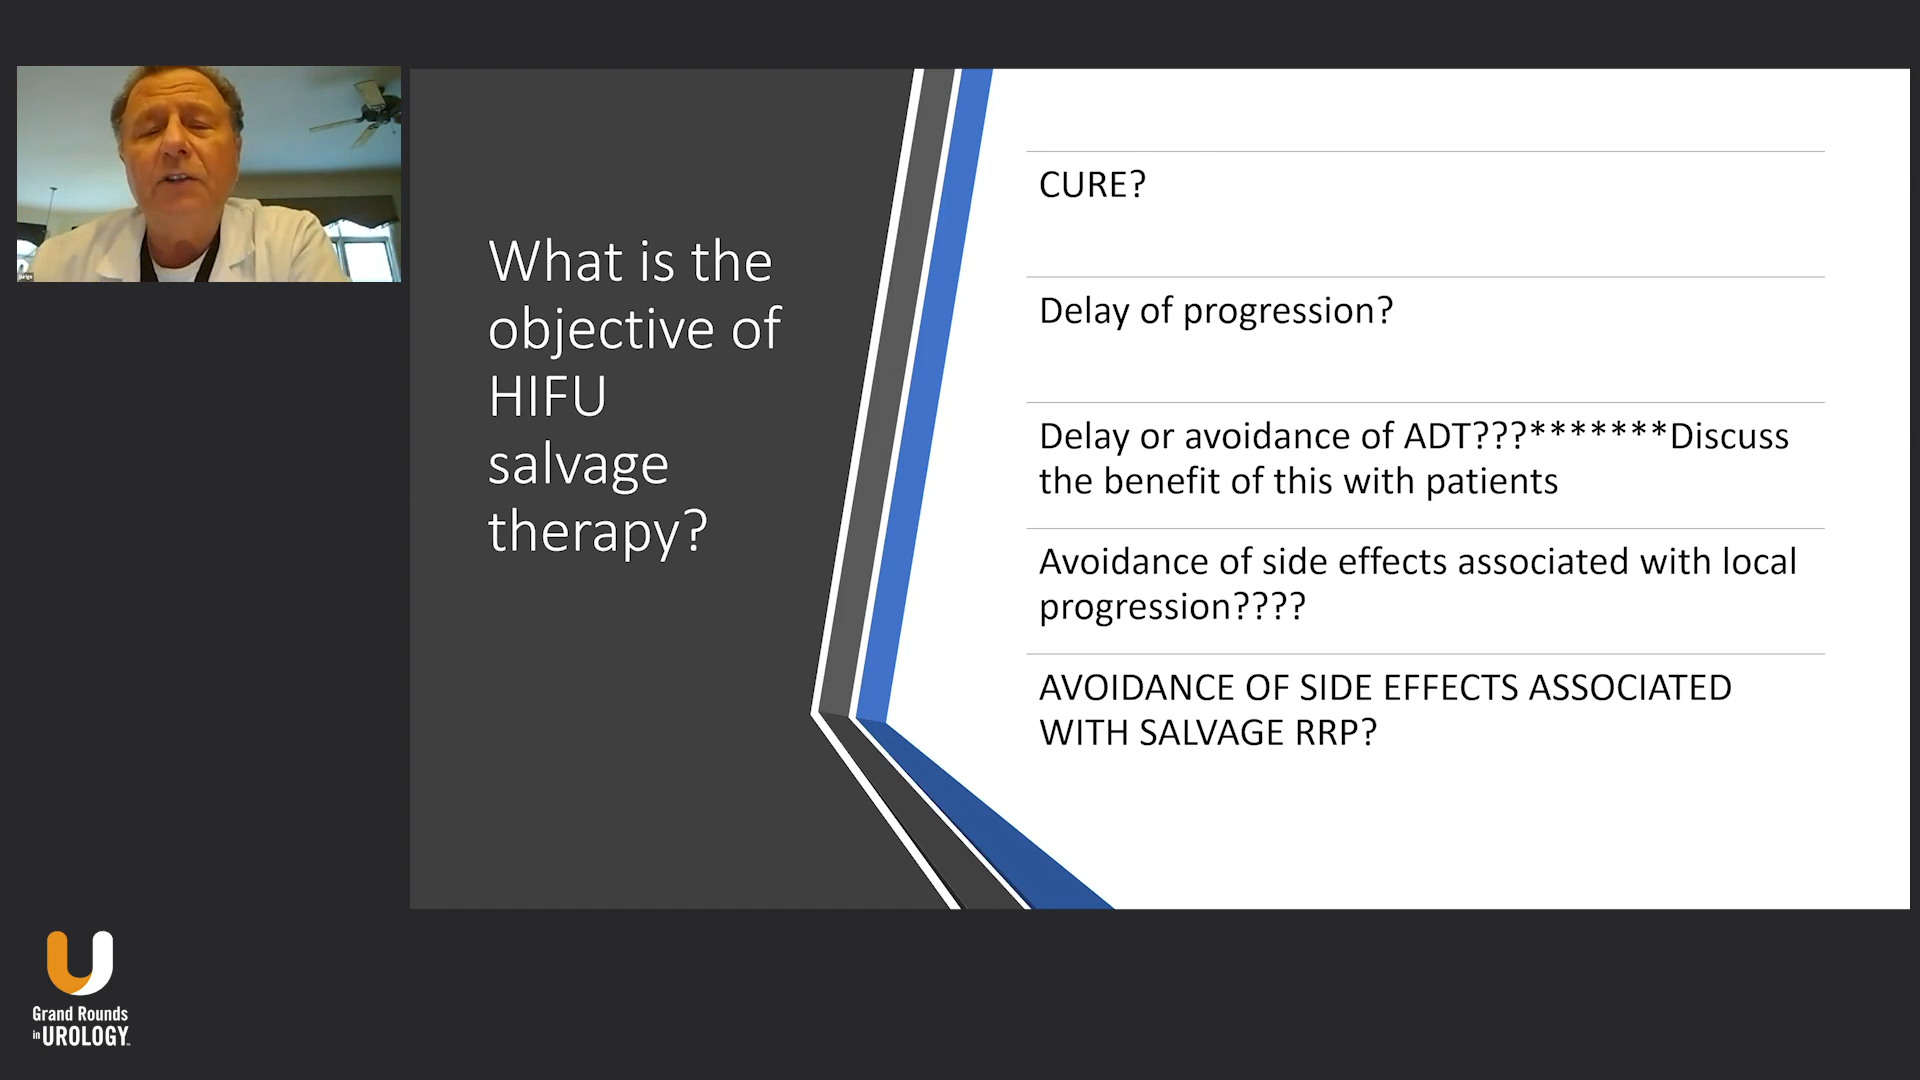 What is the
objective of
HIFU
salvage
therapy?
CURE?
Delay of progression?
Delay or avoidance of ADT???*******Discuss
the benefit of this with patients
Avoidance of side effects associated with local
progression????
AVOIDANCE OF SIDE EFFECTS ASSOCIATED
WITH SALVAGE RRP?
Grand Rounds
in UROLOGY